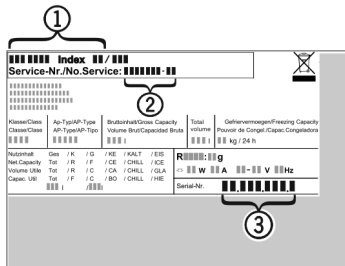 1
Index / 
Service-Nr./No.Service: -
2
Klasse/Class Ap-Typ/AP-Type Bruttoinhalt/Gross Capacity Total Gefriervermoegen/Freezing Capacity
Classe/Clase AP-Type/AP-Tipo Volume Brut/Capacidad Bruta volume Pouvoir de Congel./Capac.Congeladora
l kg / 24 h
Nutzinhalt Ges / K / G / KE / KALT / EIS
Net.Capacity Tot / R / F / CE / CHILL / ICE
Volume Utile Tot / F / C / CA / CHILL / GLA
Capac. Util Tot / F / C / BO / CHILL / HIE
l / l
R : g
W A - V Hz
Serial-Nr. . . .
3